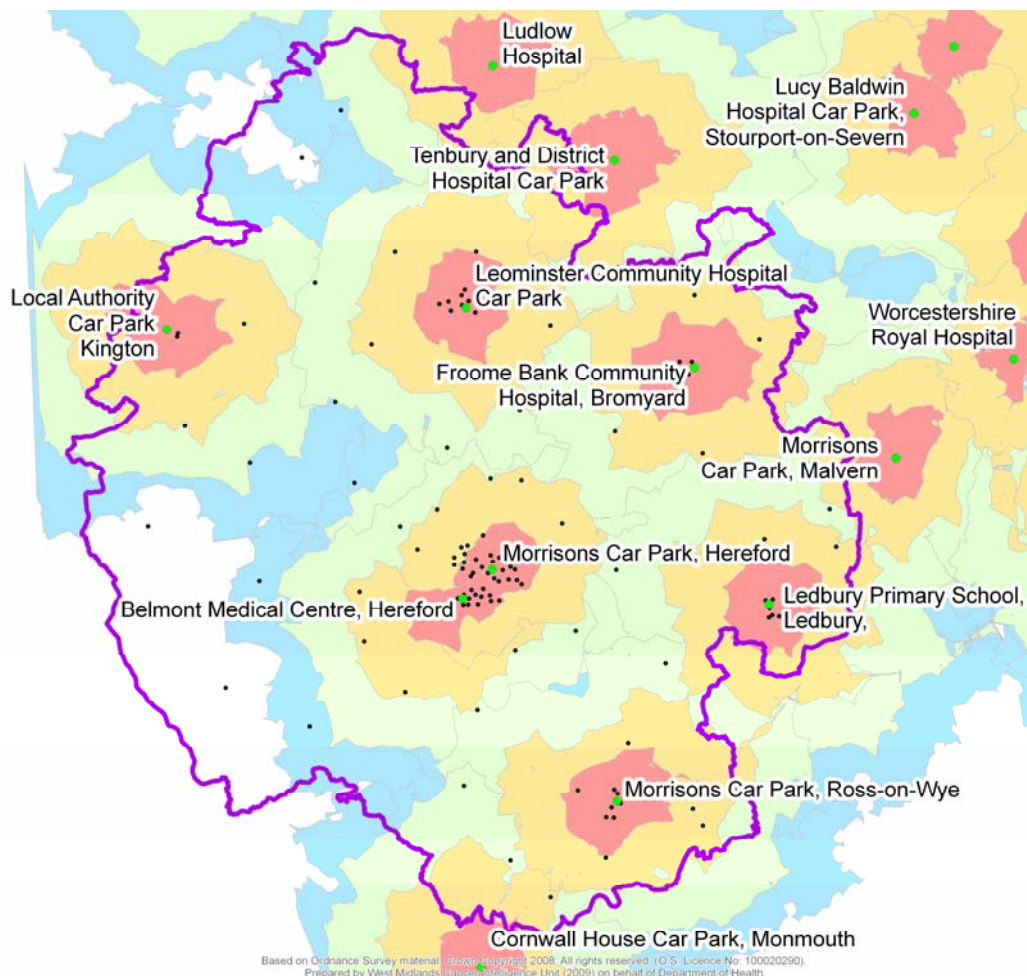 Ludlow
Hospital
Lucy Baldwin
Hospital Car Park,
Stourport-on-Severn
Tenbury and District
Hospital Car Park
Leominster Community Hospital
Car Park
Local Authority
Car Park
Kington
Worcestershire
Royal Hospital
Froome Bank Community
Hospital, Bromyard
Morrisons
Car Park, Malvern
Morrisons Car Park, Hereford
Belmont Medical Centre, Hereford
Ledbury Primary School,
Ledbury,
Morrisons Car Park, Ross-on-Wye
Cornwall House Car Park, Monmouth
Based on Ordnance Survey material. Crown Copyright 2008. All rights reserved. (O.S. Licence No: 100020290).
Prepared by West Midlands Cancer Intelligence Unit (2009) on behalf of Department of Health.